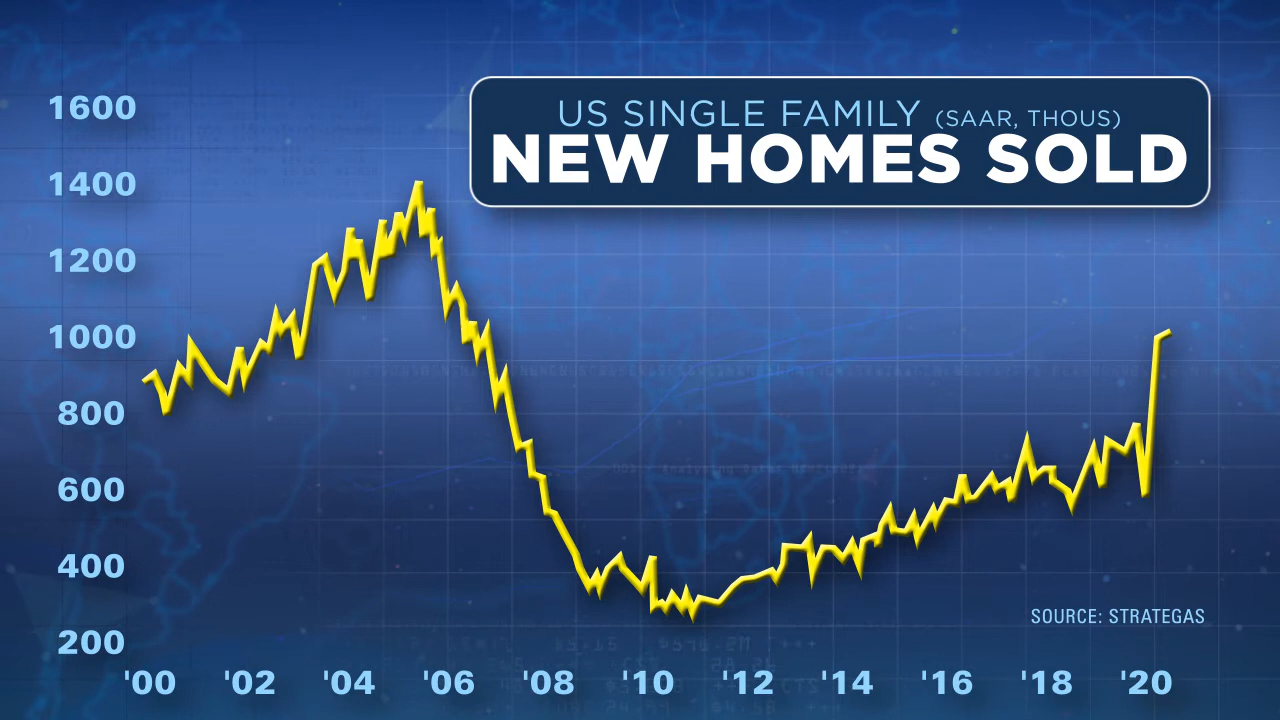 US SINGLE FAMILY (SAAR, THOUS)
NEW HOMES SOLD
1600
1400
1200
1000
800
600
400
200
'00 '02 '04 '06 '08 '10 '12 '14 '16 '18 '20
SOURCE: STRATEGAS